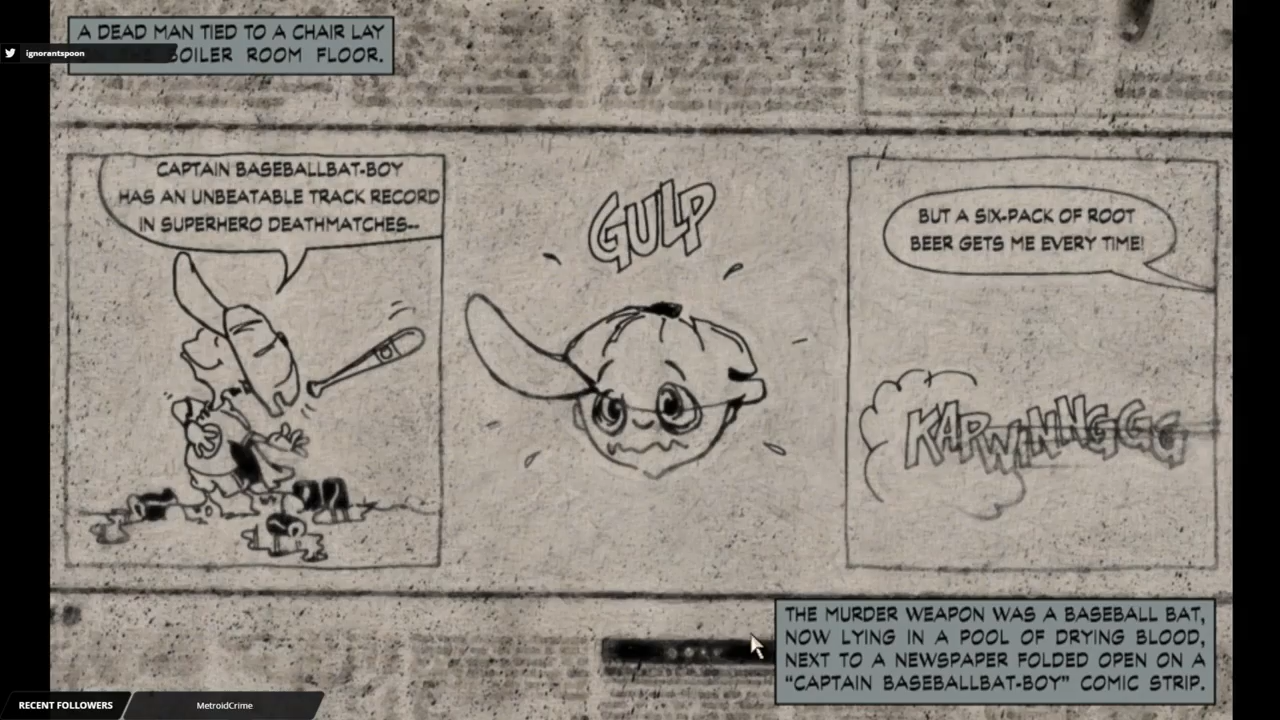 A DEAD MAN TIED TO A CHAIR LAY
BOILER ROOM FLOOR.
ignorantspoon
CAPTAIN BASEBALLBAT-BOY
HAS AN UNBEATABLE TRACK RECORD
IN SUPERHERO DEATHMATCHES--
GULP
BUT A SIX-PACK OF ROOT
BEER GETS ME EVERY TIME!
KAPWINNGGG
THE MURDER WEAPON WAS A BASEBALL BAT,
NOW LYING IN A POOL OF DRYING BLOOD,
NEXT TO A NEWSPAPER FOLDED OPEN ON A
“CAPTAIN BASEBALLBAT-BOY” COMIC STRIP.
RECENT FOLLOWERS
MetroidCrime